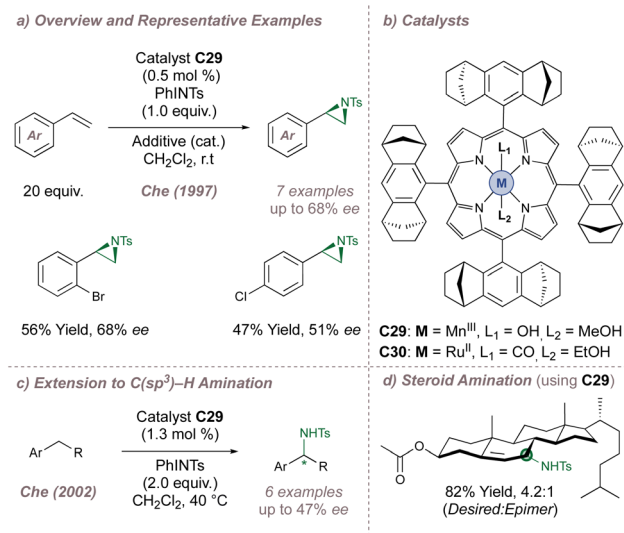 a) Overview and Representative Examples
Catalyst C29
(0.5 mol %)
PhINTs
(1.0 equiv.)
Additive (cat.)
CH2Cl2, r.t
Ar
20 equiv.
Che (1997)
NTs
Ar
7 examples
up to 68% ee
NTs
Br
56% Yield, 68% ee
NTs
Cl
47% Yield, 51% ee
b) Catalysts
L1
N
N
M
N
N
L2
C29: M = MnIII, L1 = OH, L2 = MeOH
C30: M = RuII, L1 = CO, L2 = EtOH
c) Extension to C(sp3)–H Amination
Catalyst C29
(1.3 mol %)
PhINTs
(2.0 equiv.)
CH2Cl2, 40 °C
Ar
R
Che (2002)
NHTs
Ar
*
R
6 examples
up to 47% ee
d) Steroid Amination (using C29)
O
O
NHTs
82% Yield, 4.2:1
(Desired:Epimer)